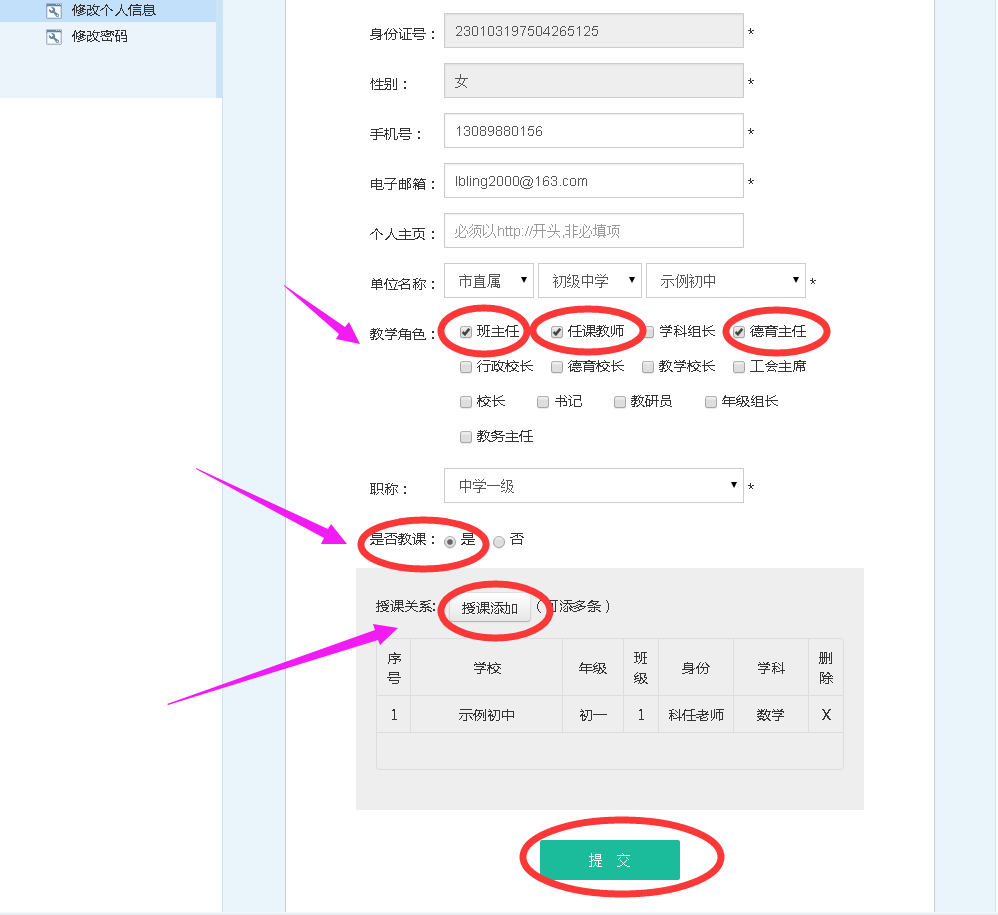 修改个人信息
修改密码
身份证号： 230103197504265125 *
性别： 女 *
手机号： 13089880156 *
电子邮箱： lbling2000@163.com *
个人主页： 必须以http://开头,非必填项
单位名称： 市直属 初级中学 示例初中 *
教学角色： 班主任 任课教师 学科组长 德育主任
行政校长 德育校长 教学校长 工会主席
校长 书记 教研员 年级组长
教务主任
职称： 中学一级 *
是否教课： 是 否
授课关系: 授课添加 （可添多条）
序号 学校 年级 班级 身份 学科 删除
1 示例初中 初一 1 科任老师 数学 X
提 交